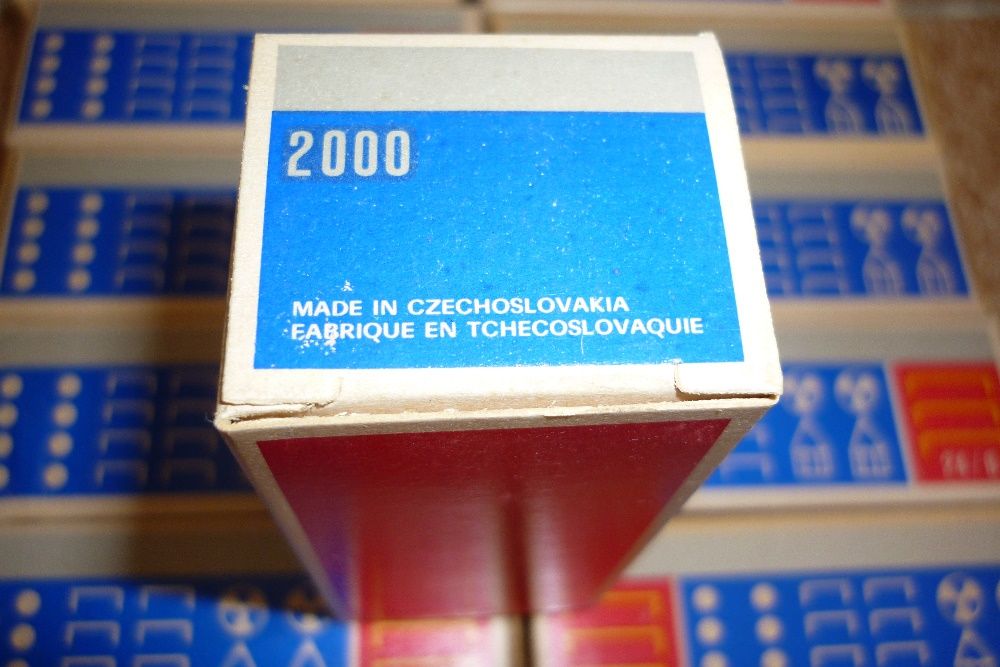 2000
MADE IN CZECHOSLOVAKIA
FABRIQUE EN TCHECOSLOVAQUIE